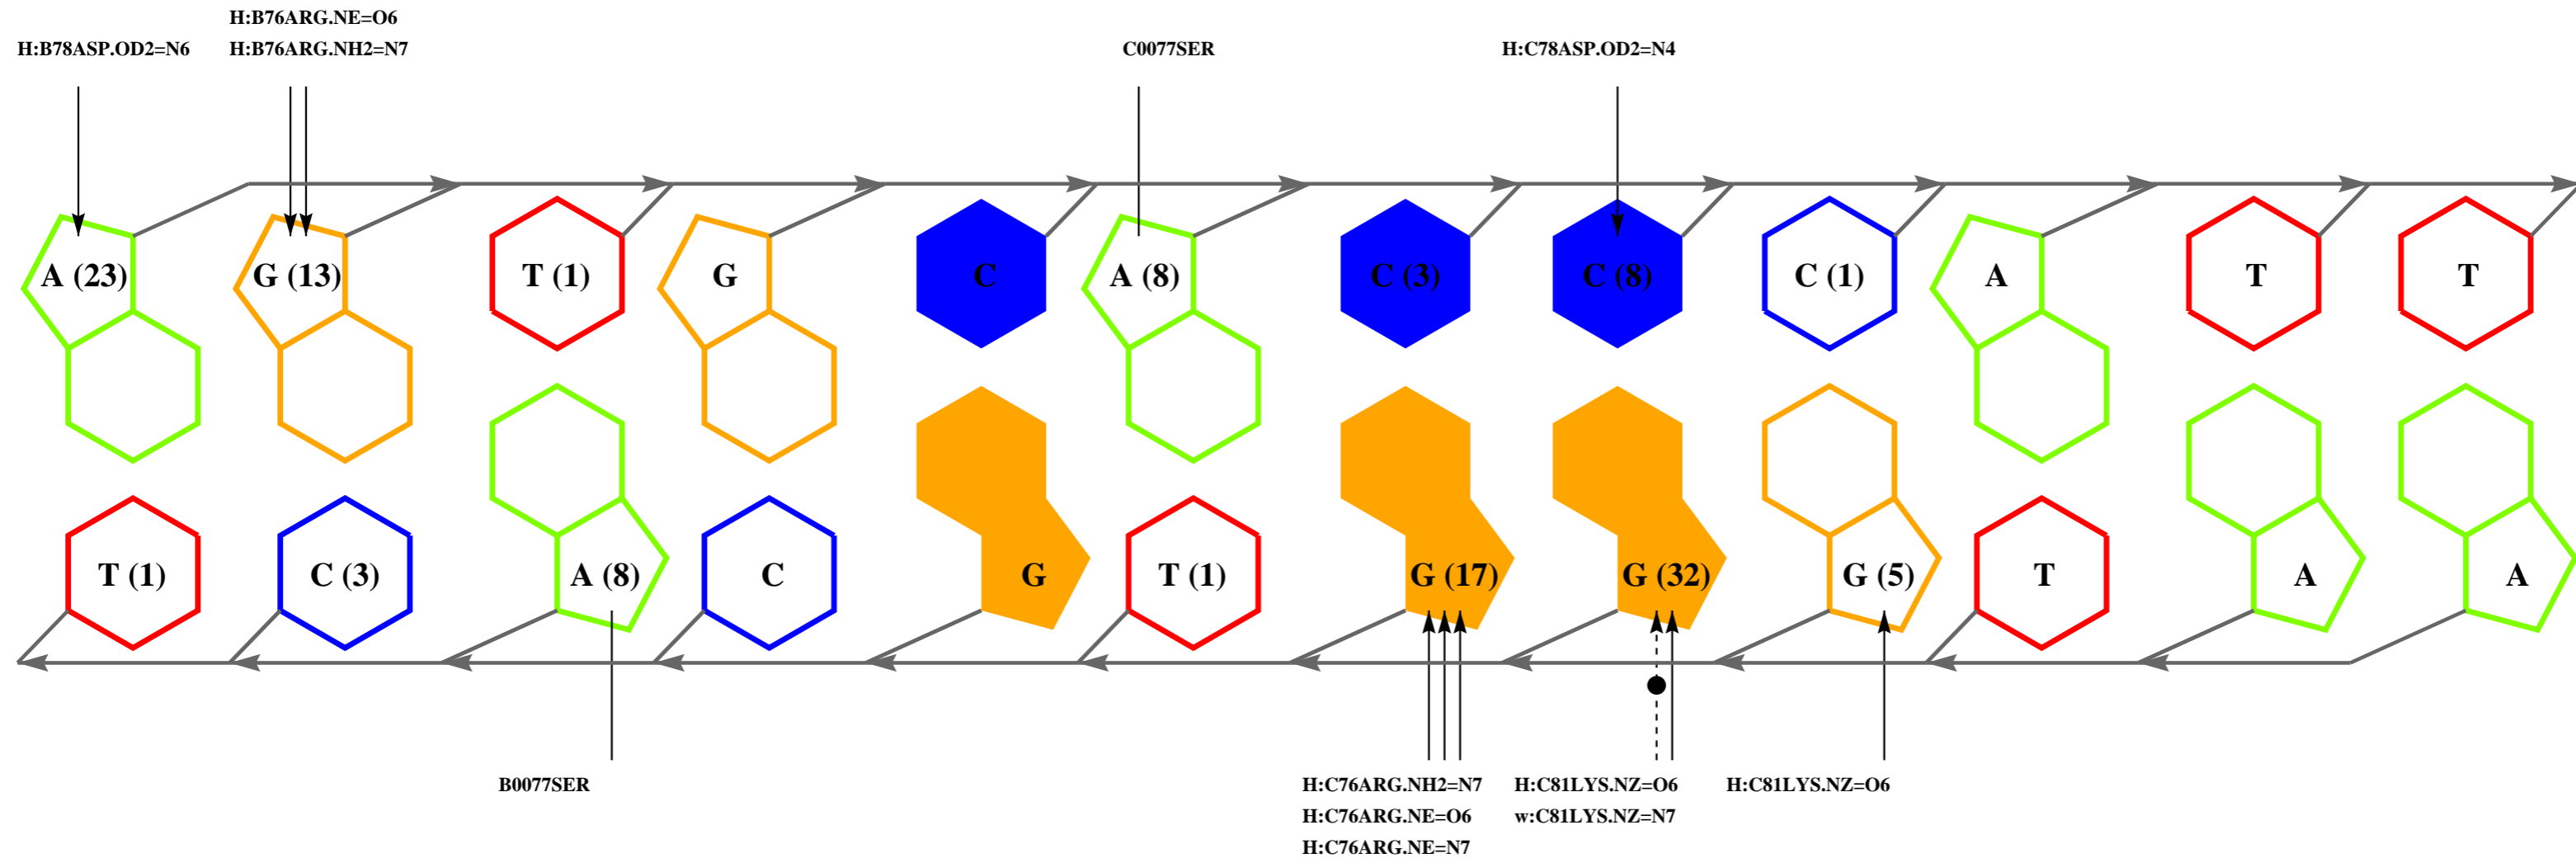 H:B76ARG.NE=O6
H:B78ASP.OD2=N6 H:B76ARG.NH2=N7 C0077SER H:C78ASP.OD2=N4
A (23) G (13) T (1) G C A (8) C (3) C (8) C (1) A T T
T (1) C (3) A (8) C G T (1) G (17) G (32) G (5) T A A
B0077SER H:C76ARG.NH2=N7 H:C81LYS.NZ=O6 H:C81LYS.NZ=O6
H:C76ARG.NE=O6 w:C81LYS.NZ=N7
H:C76ARG.NE=N7